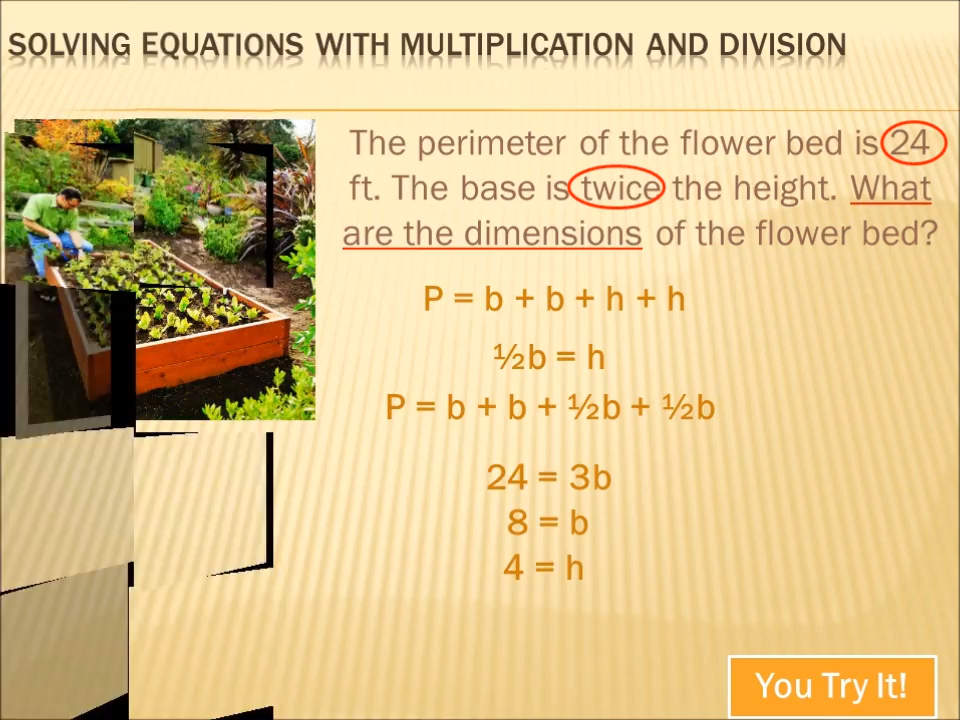 SOLVING EQUATIONS WITH MULTIPLICATION AND DIVISION
The perimeter of the flower bed is 24
ft. The base is twice the height. What
are the dimensions of the flower bed?
P = b + b + h + h
½b = h
P = b + b + ½b + ½b
24 = 3b
8 = b
4 = h
You Try It!